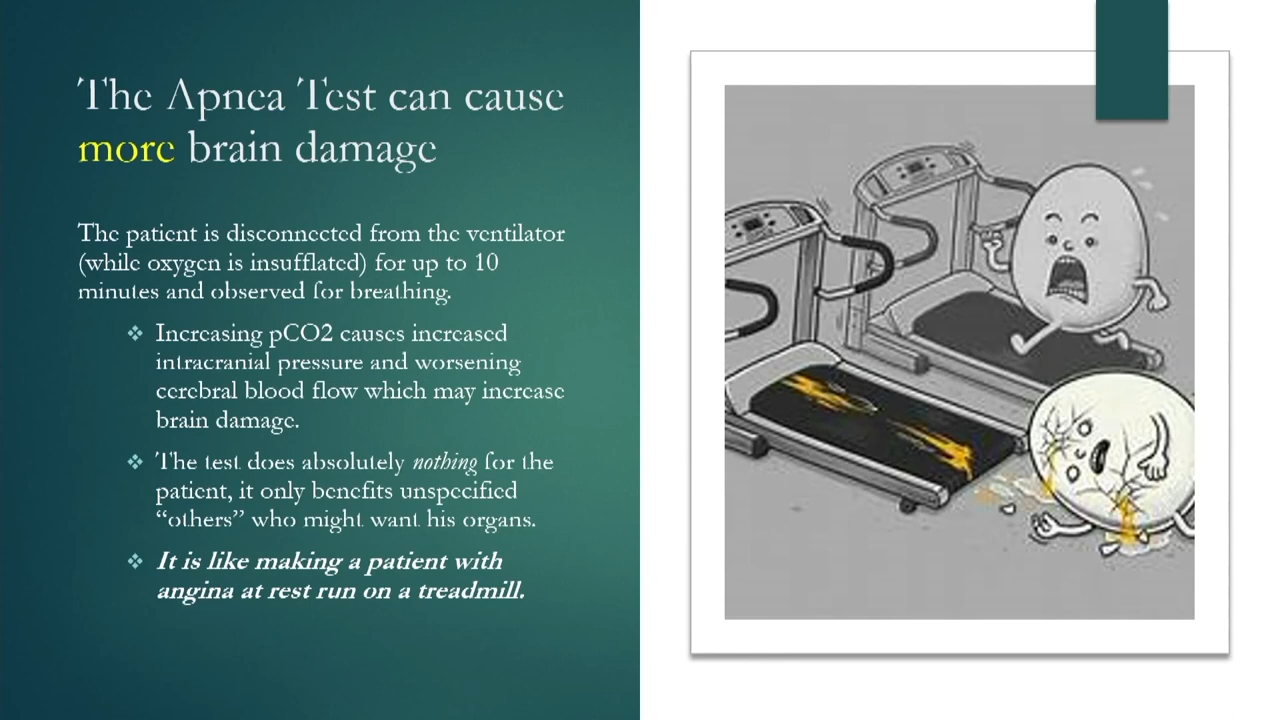 The Apnea Test can cause
more brain damage
The patient is disconnected from the ventilator
(while oxygen is insufflated) for up to 10
minutes and observed for breathing.
❖ Increasing pCO2 causes increased
intracranial pressure and worsening
cerebral blood flow which may increase
brain damage.
❖ The test does absolutely nothing for the
patient, it only benefits unspecified
“others” who might want his organs.
❖ It is like making a patient with
angina at rest run on a treadmill.